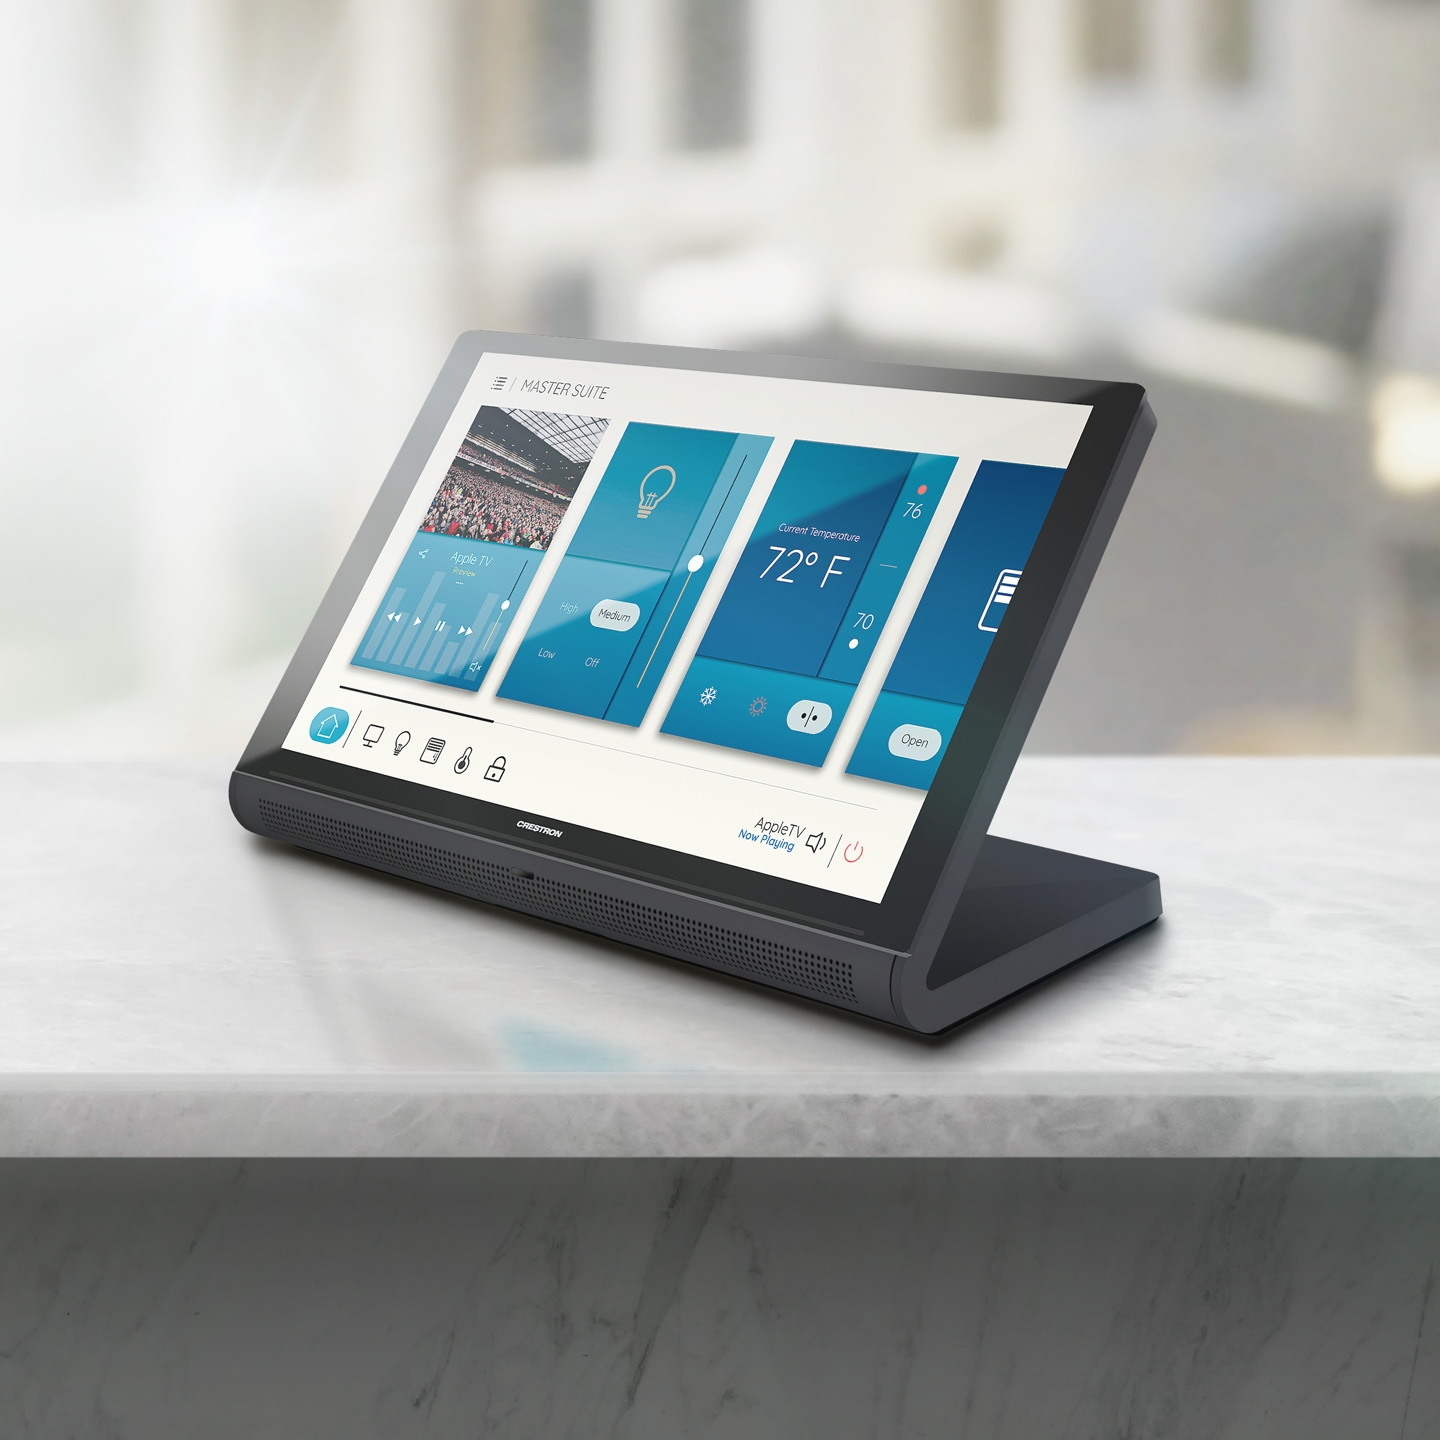 MASTER SUITE
Apple TV
Preview
High
Medium
Low
Off
Current Temperature
72° F
76
70
Open
AppleTV
Now Playing
CRESTRON